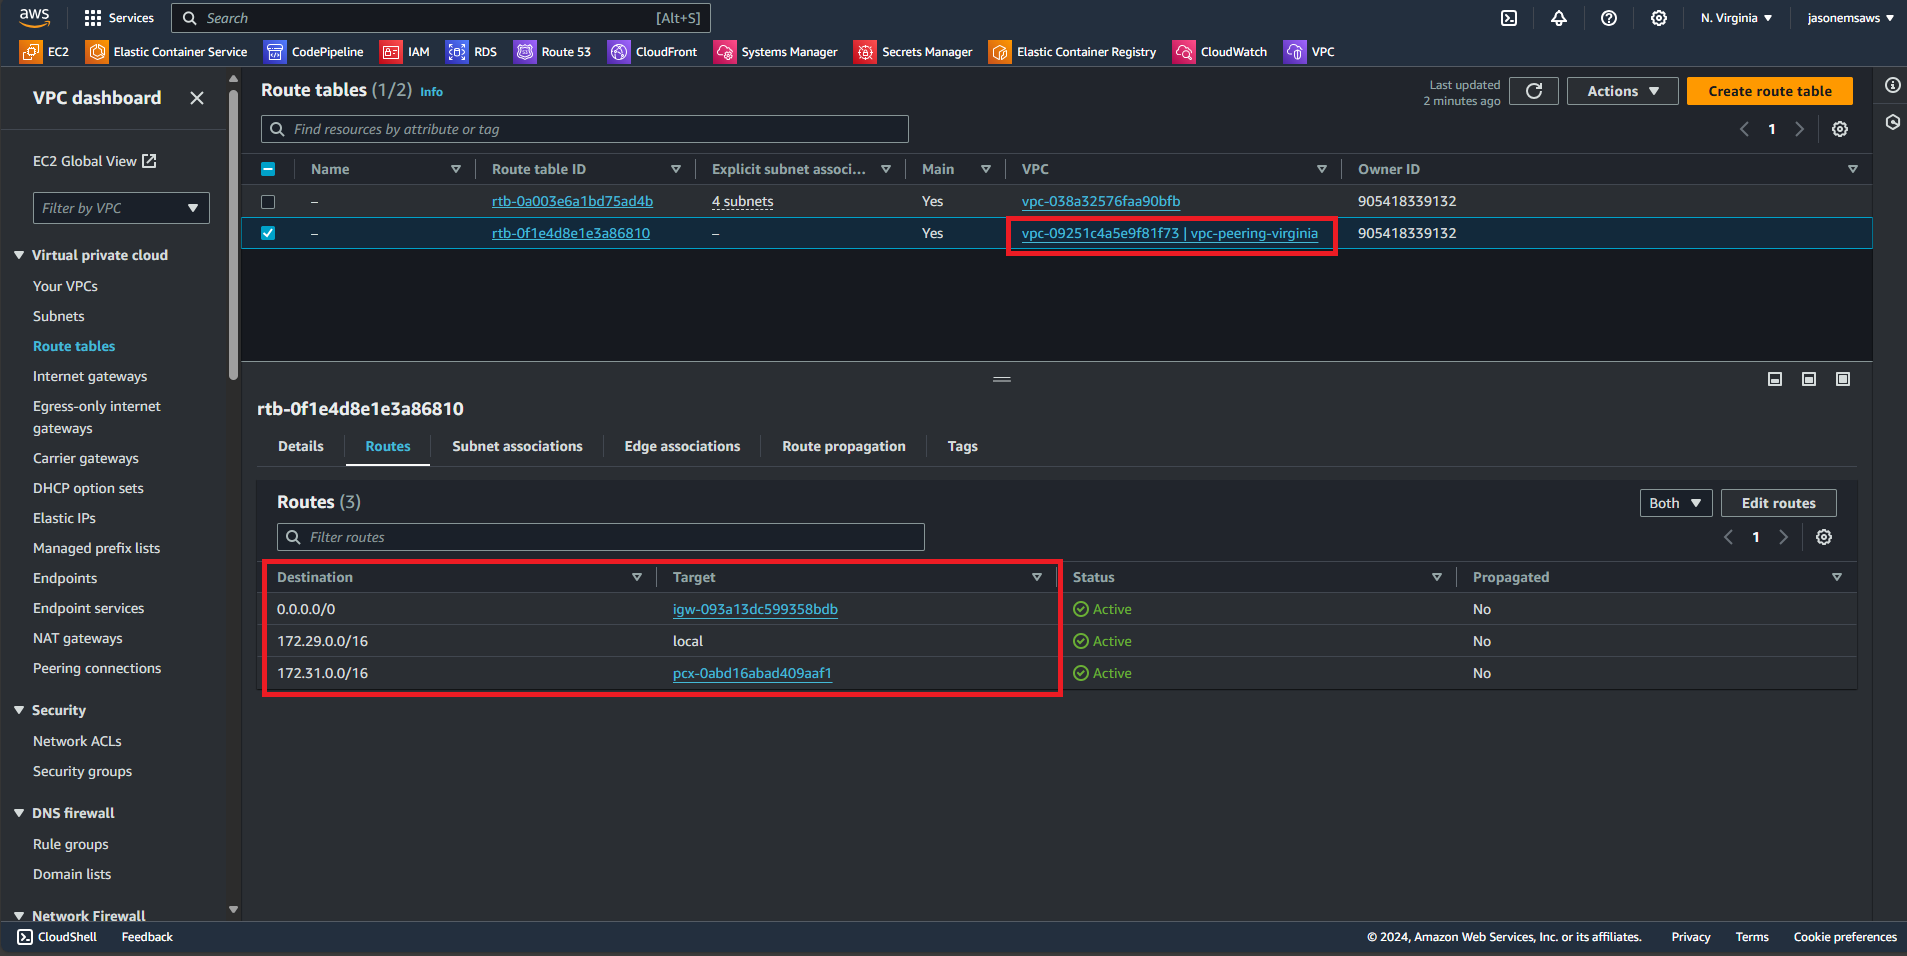 aws Services Search [Alt+S] N. Virginia jasonemsaws
EC2 Elastic Container Service CodePipeline IAM RDS Route 53 CloudFront Systems Manager Secrets Manager Elastic Container Registry CloudWatch VPC
VPC dashboard
EC2 Global View
Filter by VPC
Virtual private cloud
Your VPCs
Subnets
Route tables
Internet gateways
Egress-only internet
gateways
Carrier gateways
DHCP option sets
Elastic IPs
Managed prefix lists
Endpoints
Endpoint services
NAT gateways
Peering connections
Security
Network ACLs
Security groups
DNS firewall
Rule groups
Domain lists
Network Firewall
Route tables (1/2) Info
Last updated
2 minutes ago
Actions
Create route table
Find resources by attribute or tag
1
Name Route table ID Explicit subnet associ... Main VPC Owner ID
– rtb-0a003e6a1bd75ad4b 4 subnets Yes vpc-038a32576faa90bfb 905418339132
– rtb-0f1e4d8e1e3a86810 – Yes vpc-09251c4a5e9f81f73 | vpc-peering-virginia 905418339132
rtb-0f1e4d8e1e3a86810
Details Routes Subnet associations Edge associations Route propagation Tags
Routes (3)
Both
Edit routes
Filter routes
1
Destination Target Status Propagated
0.0.0.0/0 igw-093a13dc599358bdb Active No
172.29.0.0/16 local Active No
172.31.0.0/16 pcx-0abd16abad409aaf1 Active No
CloudShell Feedback © 2024, Amazon Web Services, Inc. or its affiliates. Privacy Terms Cookie preferences